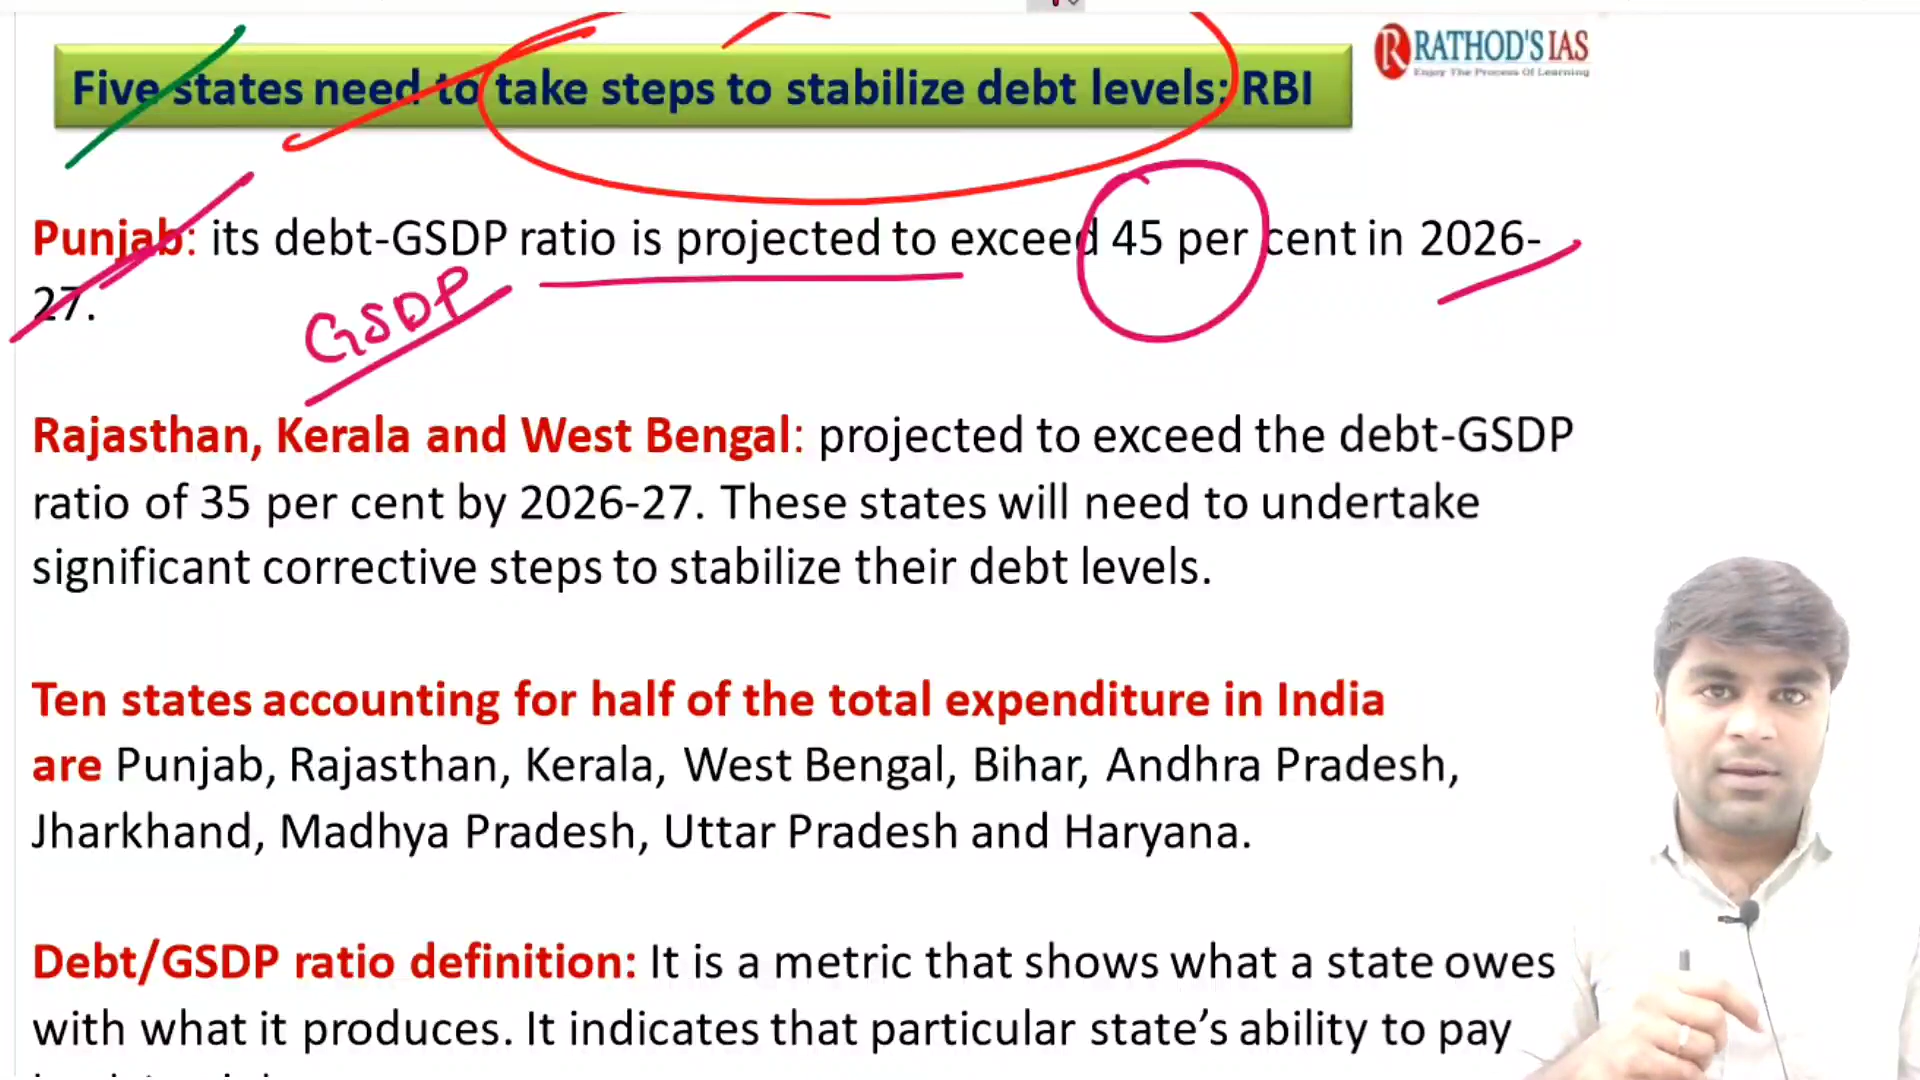 Five states need to take steps to stabilize debt levels: RBI
RATHOD'S IAS
Enjoy The Process Of Learning
Punjab: its debt-GSDP ratio is projected to exceed 45 per cent in 2026-
27.
GSDP
Rajasthan, Kerala and West Bengal: projected to exceed the debt-GSDP
ratio of 35 per cent by 2026-27. These states will need to undertake
significant corrective steps to stabilize their debt levels.
Ten states accounting for half of the total expenditure in India
are Punjab, Rajasthan, Kerala, West Bengal, Bihar, Andhra Pradesh,
Jharkhand, Madhya Pradesh, Uttar Pradesh and Haryana.
Debt/GSDP ratio definition: It is a metric that shows what a state owes
with what it produces. It indicates that particular state's ability to pay